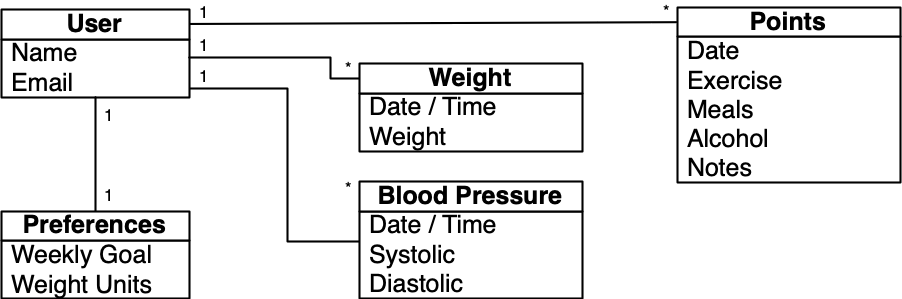 User
Name
Email
1
*
1
*
1
*
1
1
Points
Date
Exercise
Meals
Alcohol
Notes
Weight
Date / Time
Weight
Blood Pressure
Date / Time
Systolic
Diastolic
Preferences
Weekly Goal
Weight Units